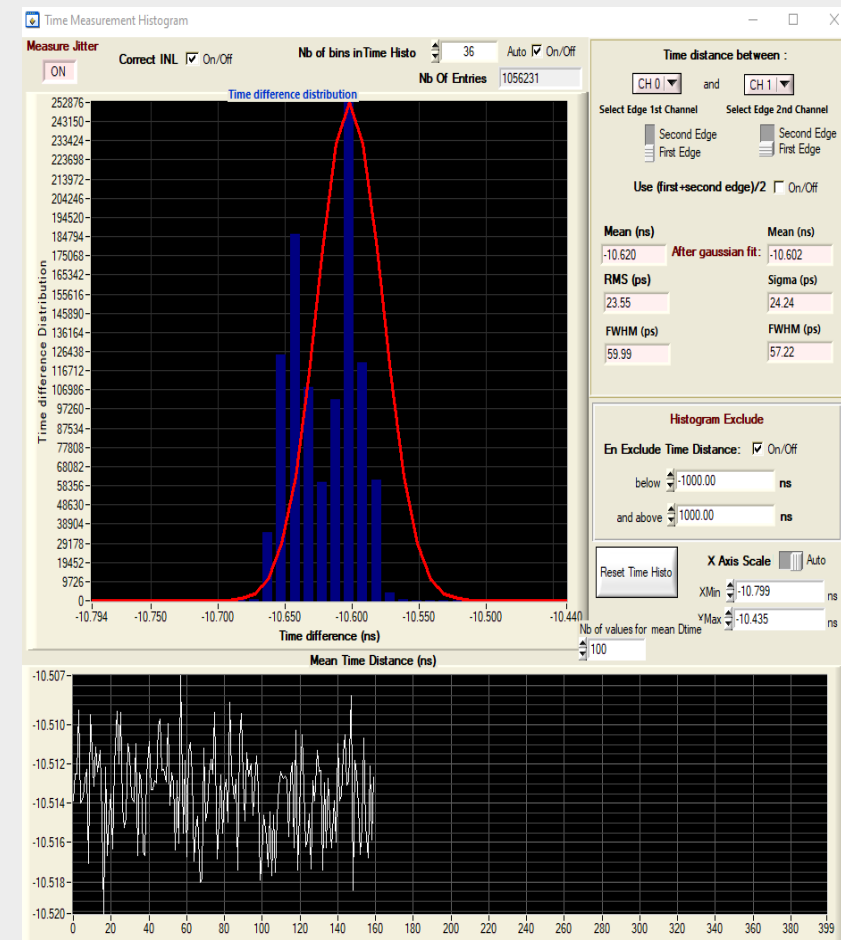 Time Measurement Histogram
Measure Jitter
ON
Correct INL On/Off
Nb of bins in Time Histo 36 Auto On/Off
Nb Of Entries 1056231
Time difference distribution
Time difference Distribution
252876
243150
233424
223698
213972
204246
194520
184794
175068
165342
155616
145890
136164
126438
116712
106986
97260
87534
77808
68082
58356
48630
38904
29178
19452
9726
0
-10.794 -10.750 -10.700 -10.650 -10.600 -10.550 -10.500 -10.440
Time difference (ns)
Time distance between :
CH 0 and CH 1
Select Edge 1st Channel Select Edge 2nd Channel
Second Edge Second Edge
First Edge First Edge
Use (first+second edge)/2 On/Off
Mean (ns) Mean (ns)
-10.620 After gaussian fit: -10.602
RMS (ps) Sigma (ps)
23.55 24.24
FWHM (ps) FWHM (ps)
59.99 57.22
Histogram Exclude
En Exclude Time Distance: On/Off
below -1000.00 ns
and above 1000.00 ns
Reset Time Histo
X Axis Scale Auto
XMin -10.799 ns
Max -10.435 ns
Nb of values for mean Dtime
100
Mean Time Distance (ns)
-10.507
-10.510
-10.512
-10.514
-10.516
-10.518
-10.520
0 20 40 60 80 100 120 140 160 180 200 220 240 260 280 300 320 340 360 380 399